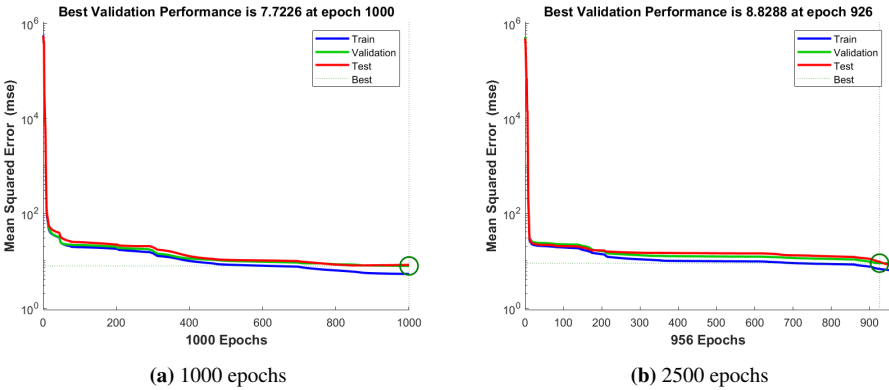 Best Validation Performance is 7.7226 at epoch 1000
Mean Squared Error (mse)
10^6
10^4
10^2
10^0
Train
Validation
Test
Best
0 200 400 600 800 1000
1000 Epochs
(a) 1000 epochs
Best Validation Performance is 8.8288 at epoch 926
Mean Squared Error (mse)
10^6
10^4
10^2
10^0
Train
Validation
Test
Best
0 100 200 300 400 500 600 700 800 900
956 Epochs
(b) 2500 epochs